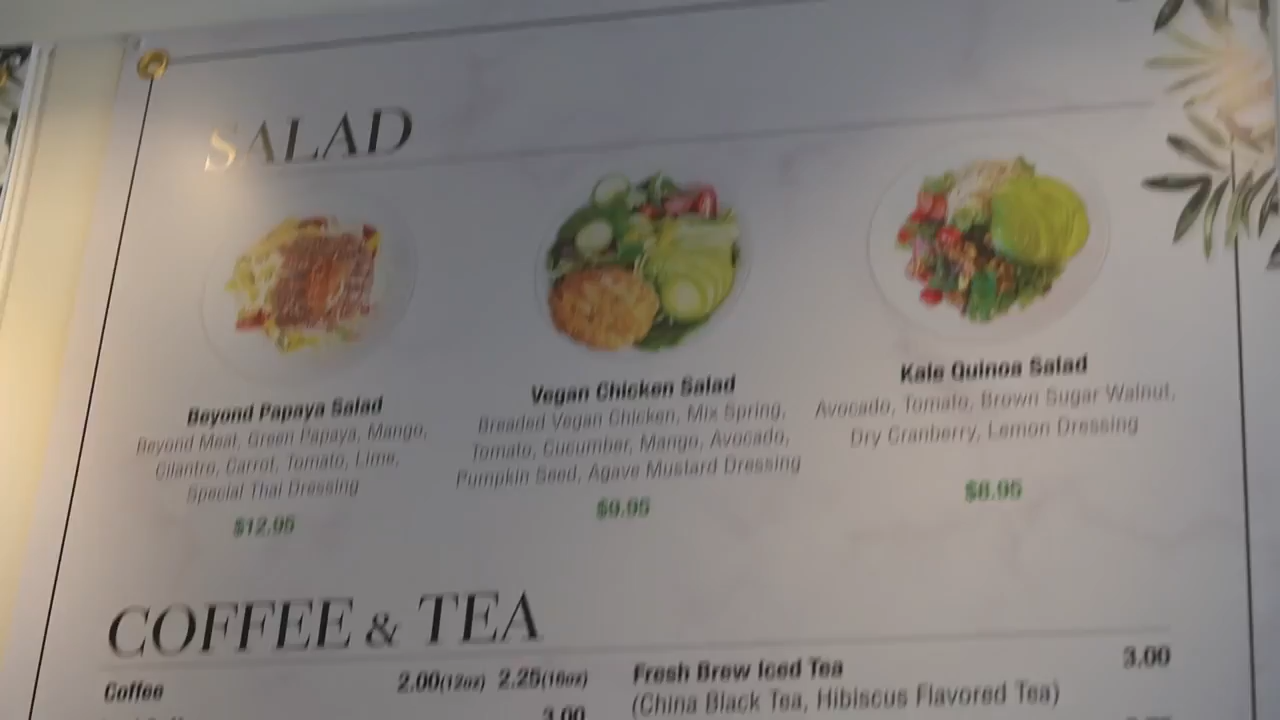 SALAD
Beyond Papaya Salad
Beyond Meat, Green Papaya, Mango,
Cilantro, Carrot, Tomato, Lime,
Special Thai Dressing
$12.95
Vegan Chicken Salad
Breaded Vegan Chicken, Mix Spring,
Tomato, Cucumber, Mango, Avocado,
Pumpkin Seed, Agave Mustard Dressing
$9.95
Kale Quinoa Salad
Avocado, Tomato, Brown Sugar Walnut,
Dry Cranberry, Lemon Dressing
$8.95
COFFEE & TEA
Coffee 2.00(12oz) 2.25(16oz)
3.00
Fresh Brew Iced Tea 3.00
(China Black Tea, Hibiscus Flavored Tea)